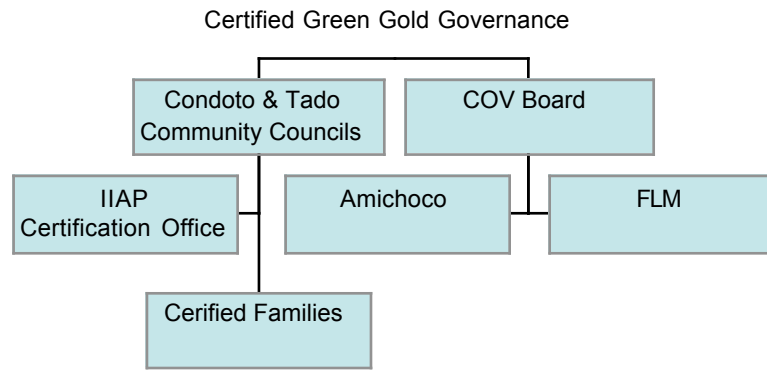 Certified Green Gold Governance
Condoto & Tado
Community Councils
COV Board
IIAP
Certification Office
Amichoco
FLM
Cerified Families